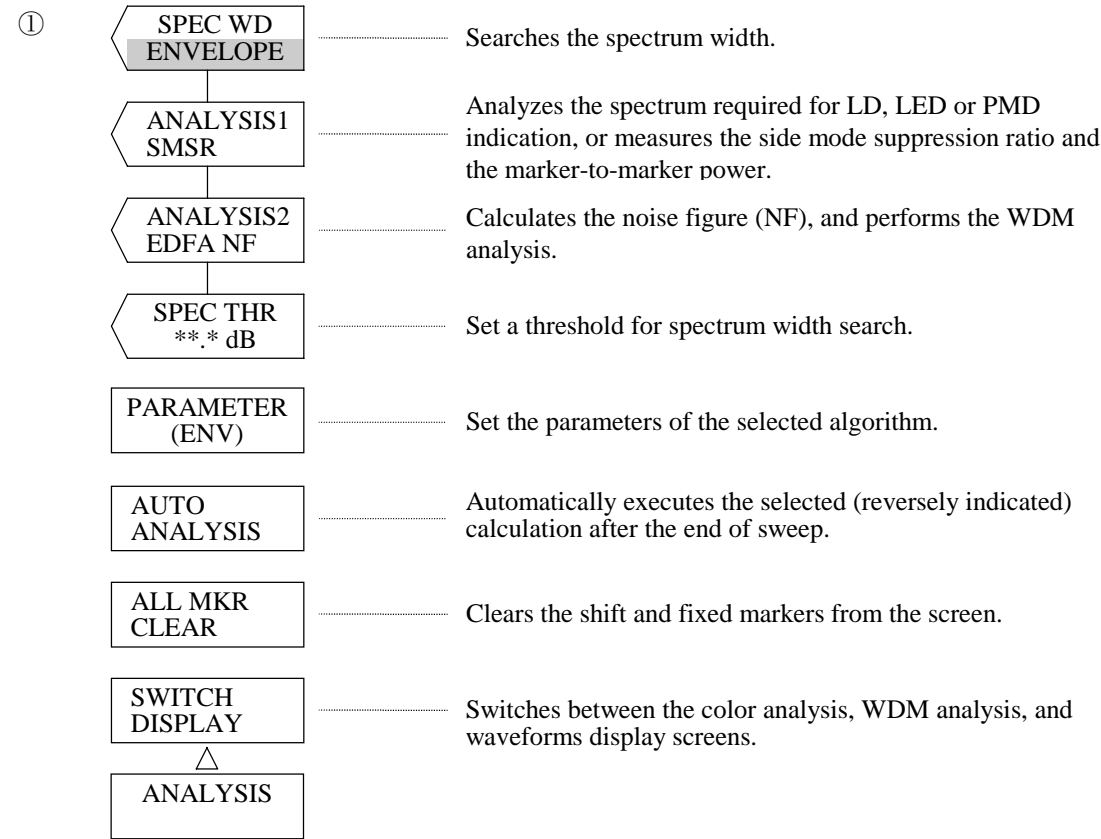 ①
SPEC WD
ENVELOPE
Searches the spectrum width.
ANALYSIS1
SMSR
Analyzes the spectrum required for LD, LED or PMD
indication, or measures the side mode suppression ratio and
the marker-to-marker power.
ANALYSIS2
EDFA NF
Calculates the noise figure (NF), and performs the WDM
analysis.
SPEC THR
**.* dB
Set a threshold for spectrum width search.
PARAMETER
(ENV)
Set the parameters of the selected algorithm.
AUTO
ANALYSIS
Automatically executes the selected (reversely indicated)
calculation after the end of sweep.
ALL MKR
CLEAR
Clears the shift and fixed markers from the screen.
SWITCH
DISPLAY
Switches between the color analysis, WDM analysis, and
waveforms display screens.
ANALYSIS